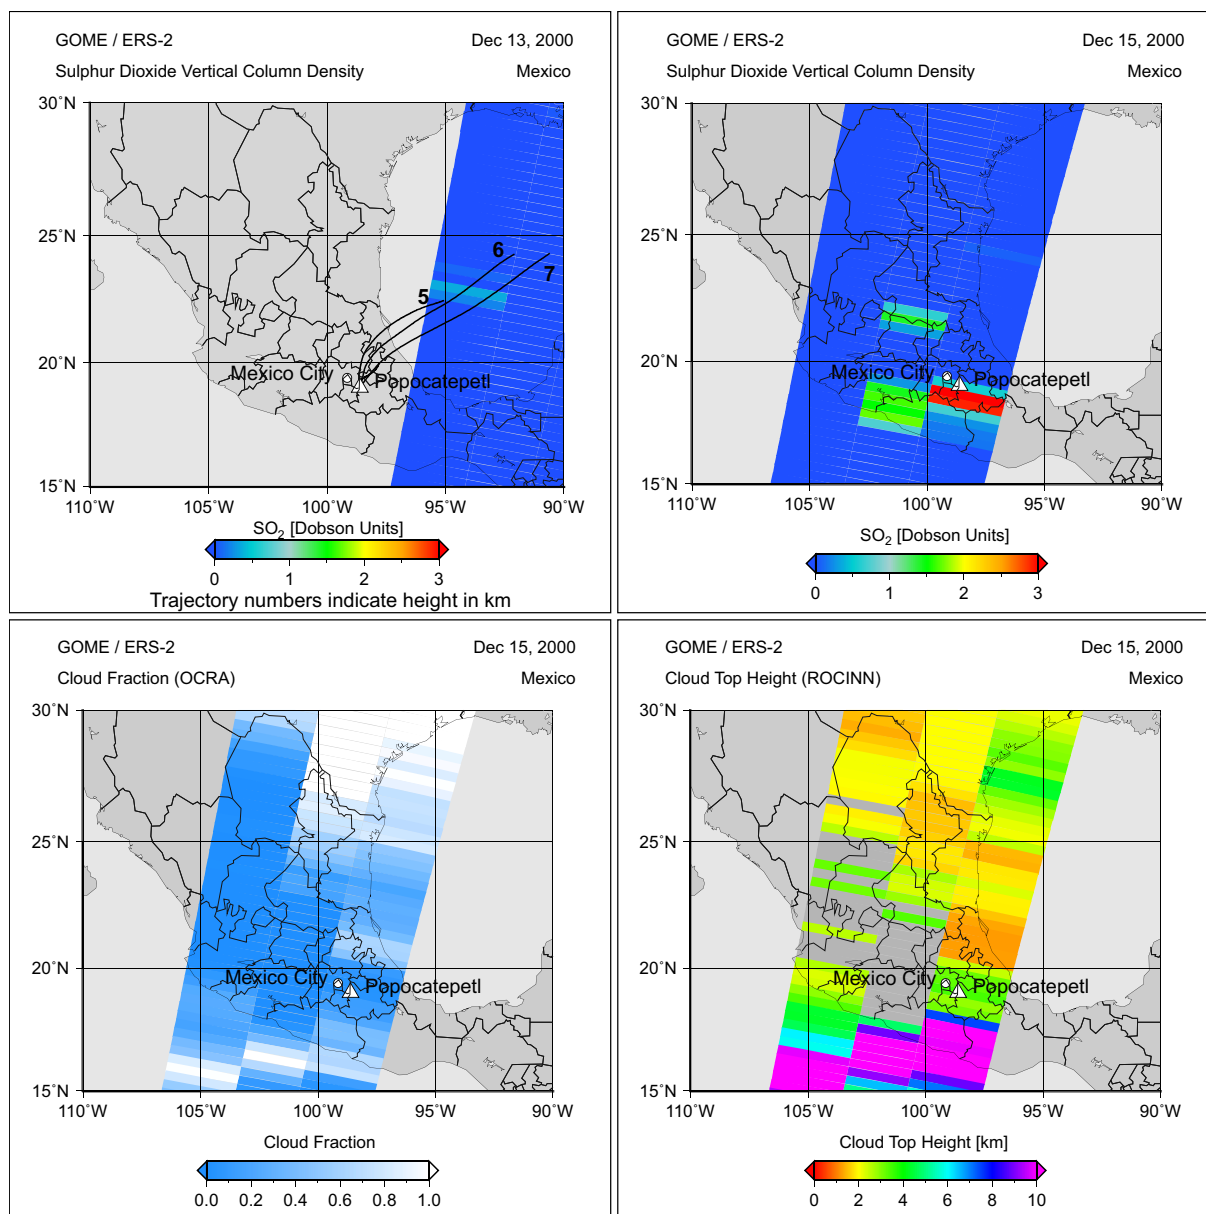 GOME / ERS-2 Dec 13, 2000
Sulphur Dioxide Vertical Column Density Mexico
30˚N
25˚N
20˚N
15˚N
6
7
5
Mexico City Popocatepetl
110˚W 105˚W 100˚W 95˚W 90˚W
SO2 [Dobson Units]
0 1 2 3
Trajectory numbers indicate height in km
GOME / ERS-2 Dec 15, 2000
Sulphur Dioxide Vertical Column Density Mexico
30˚N
25˚N
20˚N
Mexico City Popocatepetl
15˚N
110˚W 105˚W 100˚W 95˚W 90˚W
SO2 [Dobson Units]
0 1 2 3
GOME / ERS-2 Dec 15, 2000
Cloud Fraction (OCRA) Mexico
30˚N
25˚N
20˚N
Mexico City Popocatepetl
15˚N
110˚W 105˚W 100˚W 95˚W 90˚W
Cloud Fraction
0.0 0.2 0.4 0.6 0.8 1.0
GOME / ERS-2 Dec 15, 2000
Cloud Top Height (ROCINN) Mexico
30˚N
25˚N
20˚N
Mexico City Popocatepetl
15˚N
110˚W 105˚W 100˚W 95˚W 90˚W
Cloud Top Height [km]
0 2 4 6 8 10